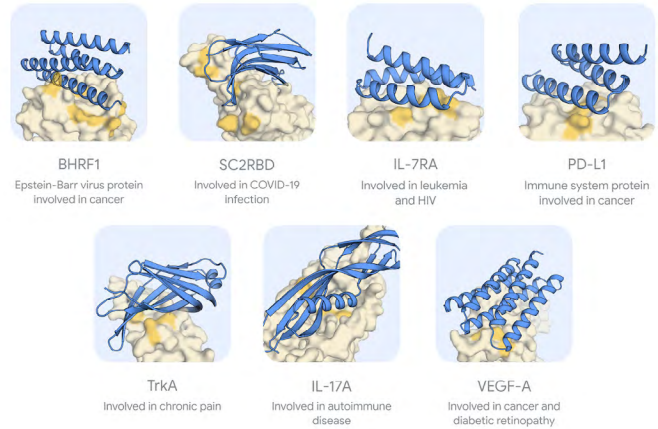 BHRF1
Epstein-Barr virus protein
involved in cancer
SC2RBD
Involved in COVID-19
infection
IL-7RA
Involved in leukemia
and HIV
PD-L1
Immune system protein
involved in cancer
TrkA
Involved in chronic pain
IL-17A
Involved in autoimmune
disease
VEGF-A
Involved in cancer and
diabetic retinopathy